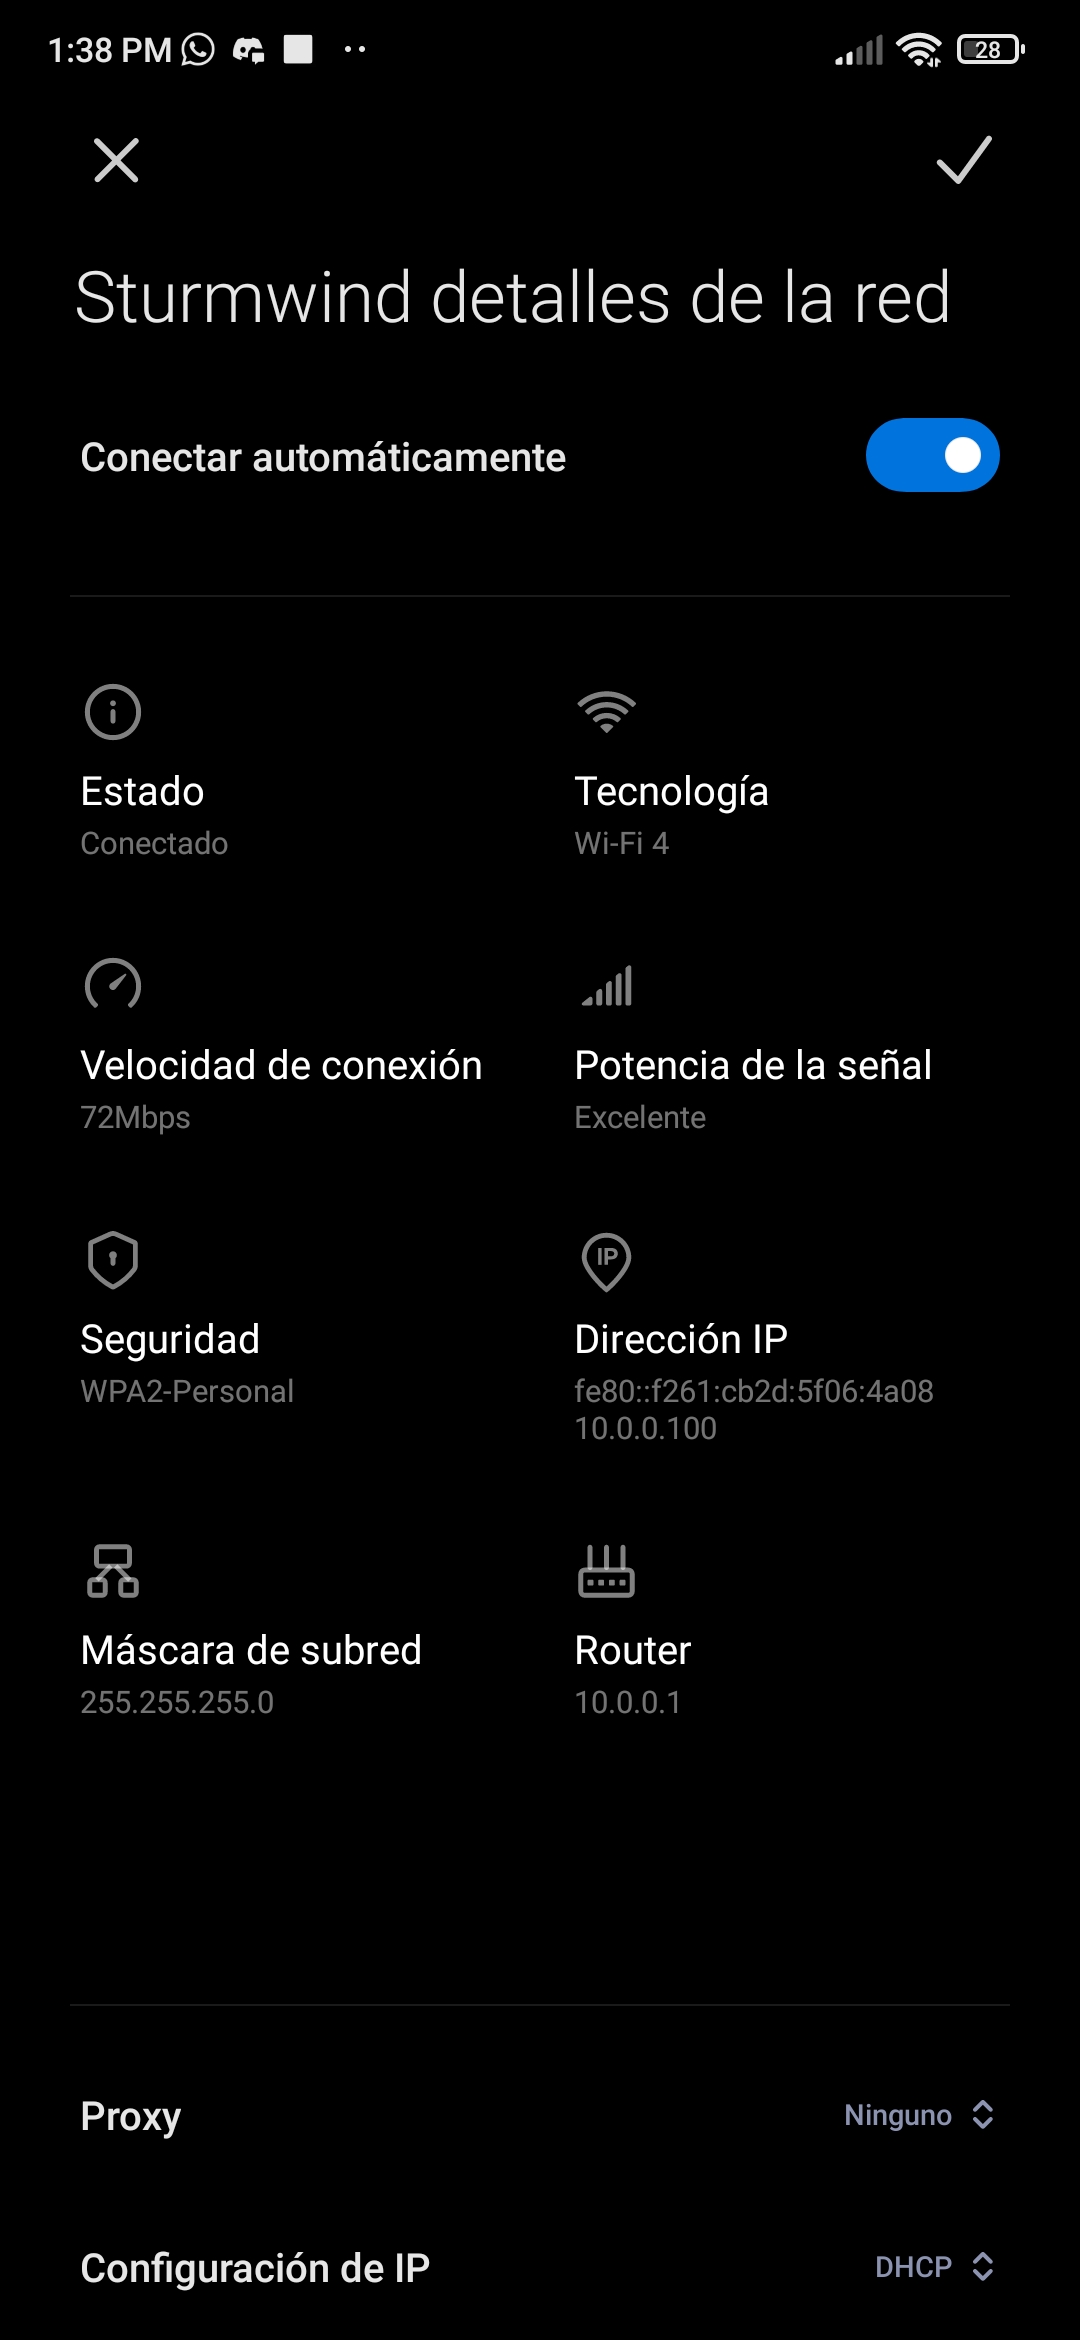 1:38 PM
28
Sturmwind detalles de la red
Conectar automáticamente
Estado
Conectado
Tecnología
Wi-Fi 4
Velocidad de conexión
72Mbps
Potencia de la señal
Excelente
Seguridad
WPA2-Personal
IP
Dirección IP
fe80::f261:cb2d:5f06:4a08
10.0.0.100
Máscara de subred
255.255.255.0
Router
10.0.0.1
Proxy
Ninguno
Configuración de IP
DHCP